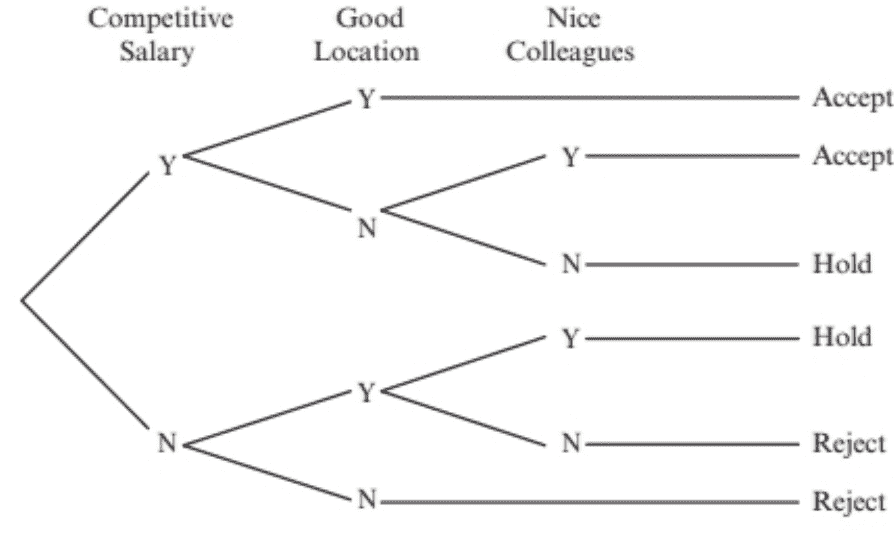 Competitive Salary
Good Location
Nice Colleagues
Y Accept
Y
Y Accept
N
N Hold
Y Hold
Y
N
N Reject
N Reject